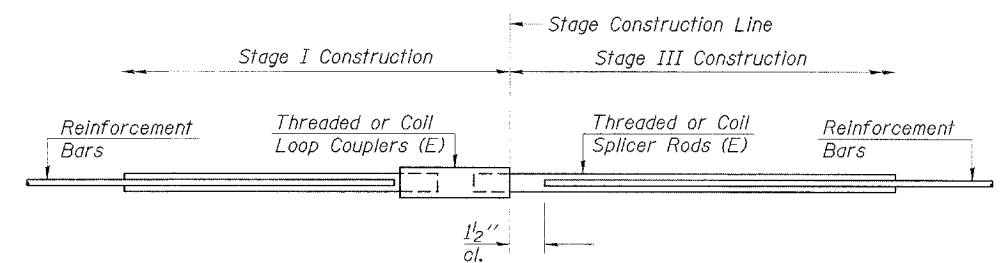 Stage Construction Line
Stage I Construction
Stage III Construction
Reinforcement
Bars
Threaded or Coil
Loop Couplers (E)
Threaded or Coil
Splicer Rods (E)
Reinforcement
Bars
1½"
cl.